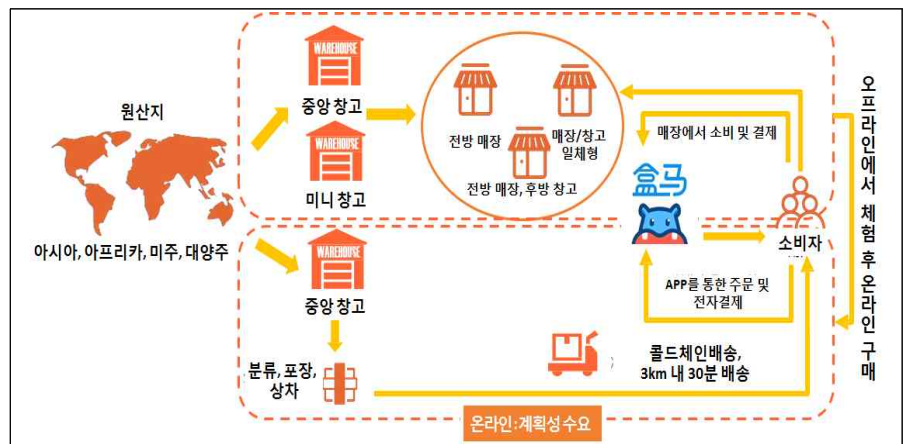 원산지
아시아, 아프리카, 미주, 대양주
WAREHOUSE
중앙 창고
WAREHOUSE
미니 창고
전방 매장
매장/창고
일체형
전방 매장, 후방 창고
매장에서 소비 및 결제
盒马
소비자
APP를 통한 주문 및
전자결제
WAREHOUSE
중앙 창고
분류, 포장,
상차
콜드체인배송,
3km 내 30분 배송
온라인:계획성 수요
오프라인에서 체험 후 온라인 구매